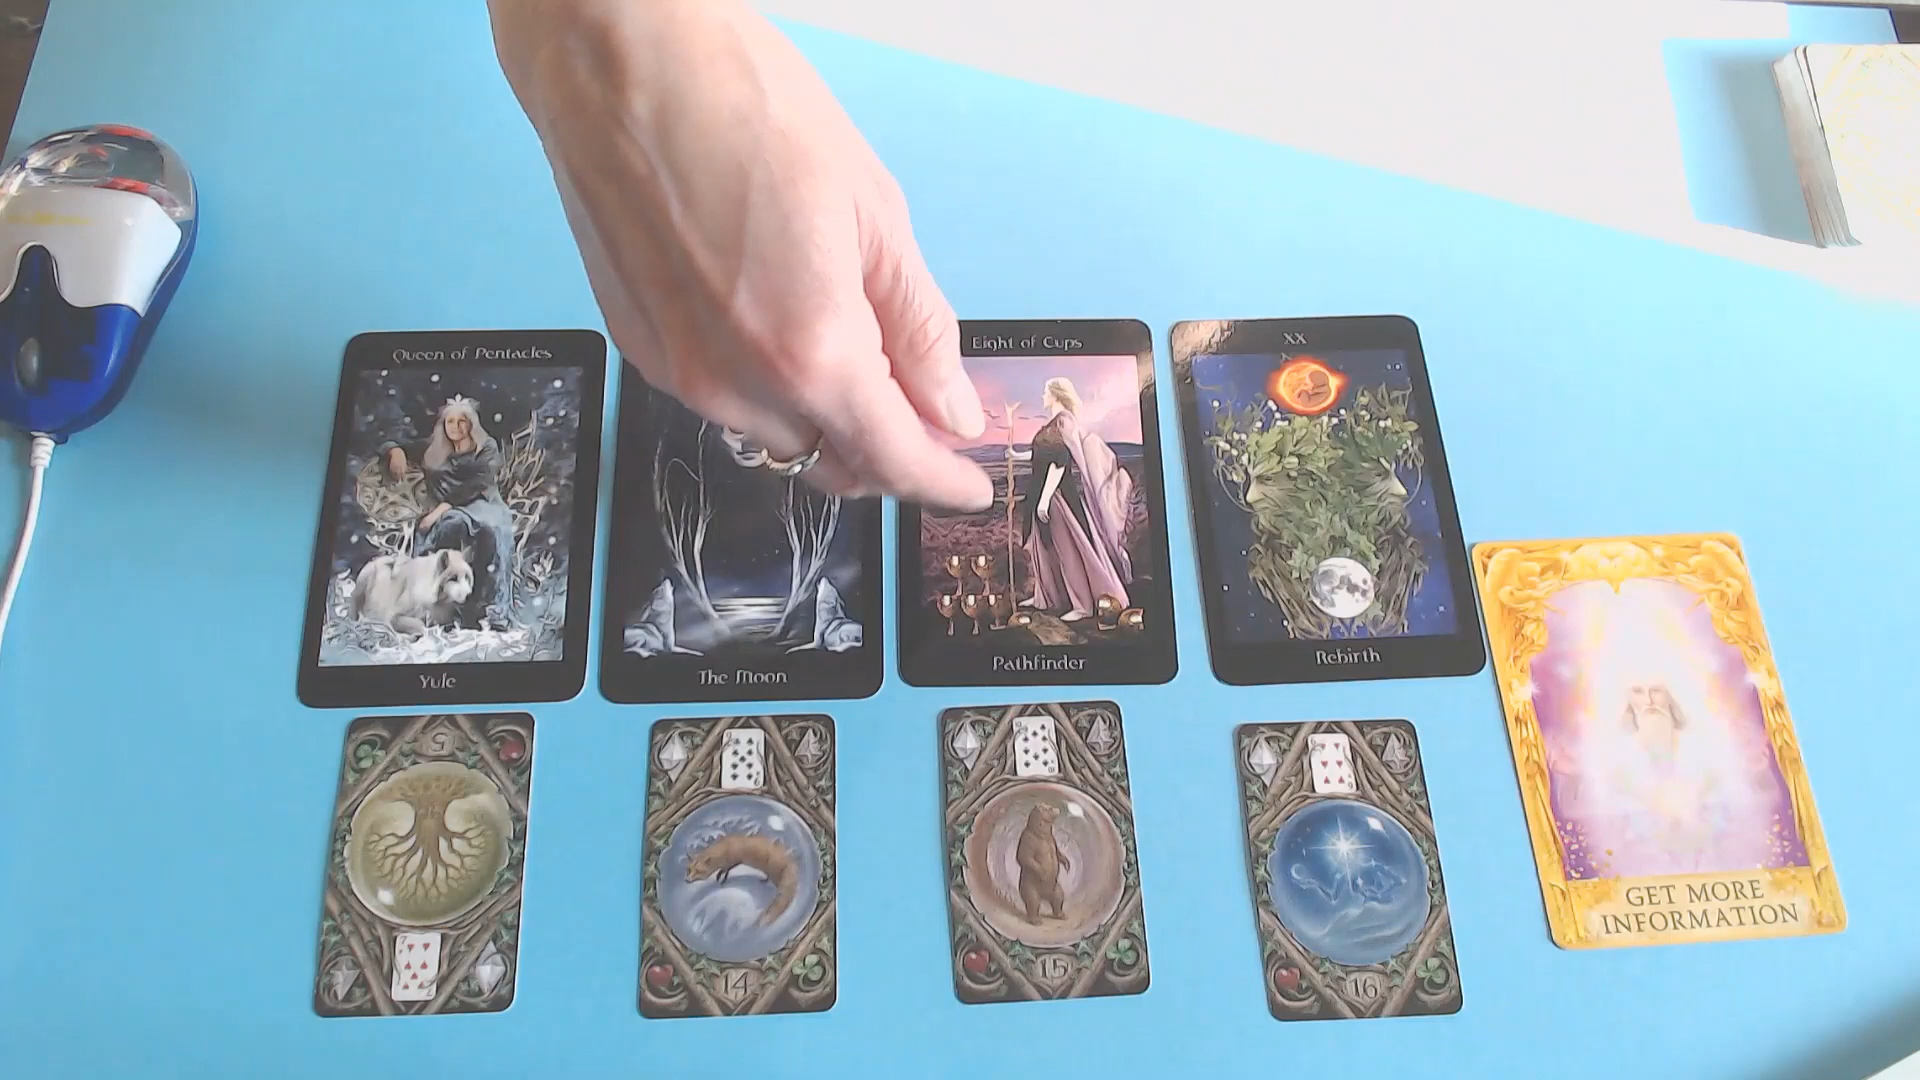 Queen of Pentacles
Eight of Cups
XX
Yule
The Moon
Pathfinder
Rebirth
5
14
15
16
7
GET MORE
INFORMATION